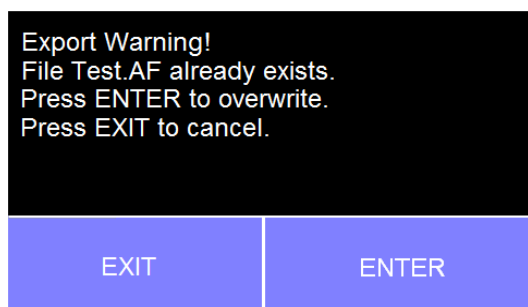 Export Warning!
File Test.AF already exists.
Press ENTER to overwrite.
Press EXIT to cancel.
EXIT
ENTER